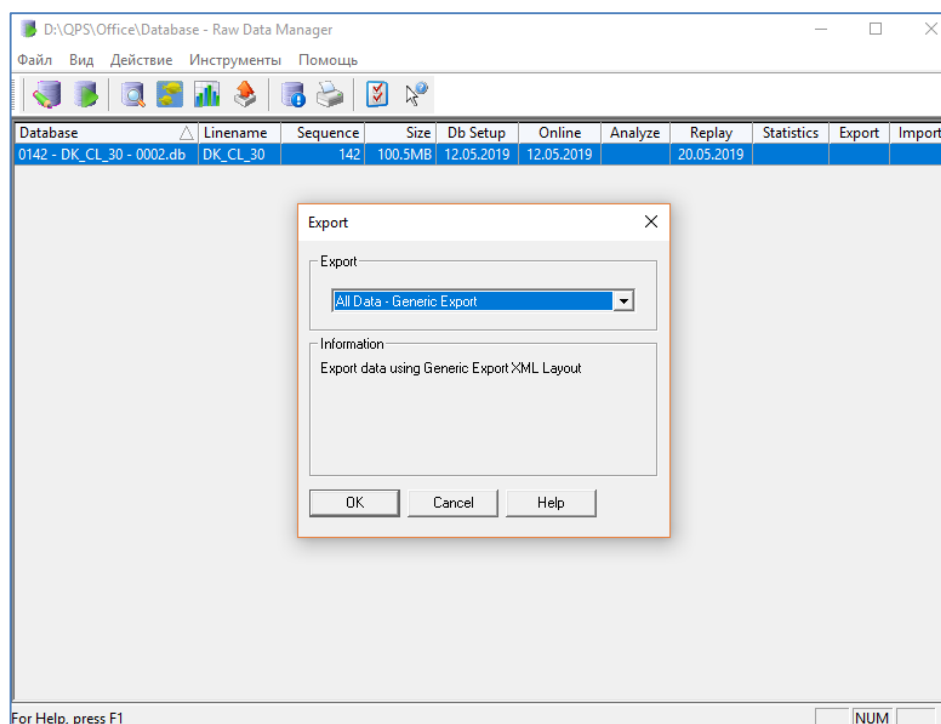 D:\QPS\Office\Database - Raw Data Manager
Файл Вид Действие Инструменты Помощь
Database Linename Sequence Size Db Setup Online Analyze Replay Statistics Export Import
0142 - DK_CL_30 - 0002.db DK_CL_30 142 100.5MB 12.05.2019 12.05.2019 20.05.2019
Export
Export
All Data - Generic Export
Information
Export data using Generic Export XML Layout
OK Cancel Help
For Help, press F1 NUM